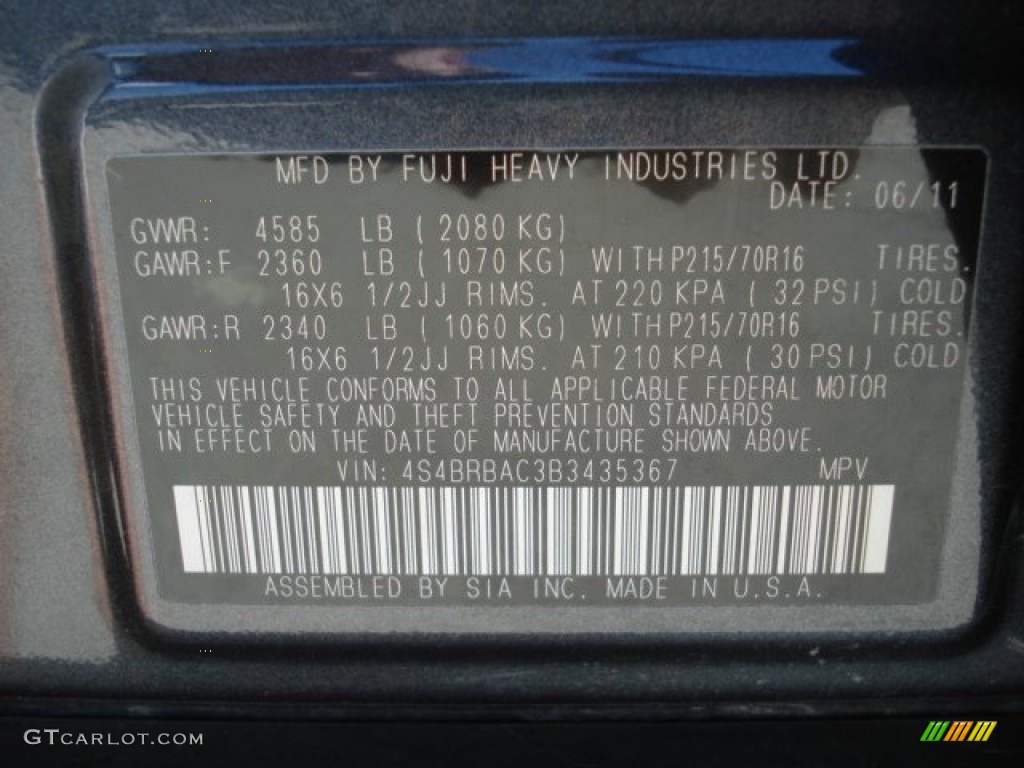 MFD BY FUJI HEAVY INDUSTRIES LTD.
DATE: 06/11
GVWR: 4585 LB ( 2080 KG)
GAWR:F 2360 LB ( 1070 KG) WITH P215/70R16 TIRES.
16X6 1/2JJ RIMS. AT 220 KPA ( 32 PSI) COLD
GAWR:R 2340 LB ( 1060 KG) WITH P215/70R16 TIRES.
16X6 1/2JJ RIMS. AT 210 KPA ( 30 PSI) COLD
THIS VEHICLE CONFORMS TO ALL APPLICABLE FEDERAL MOTOR
VEHICLE SAFETY AND THEFT PREVENTION STANDARDS
IN EFFECT ON THE DATE OF MANUFACTURE SHOWN ABOVE.
VIN: 4S4BRBAC3B3435367 MPV
ASSEMBLED BY SIA INC. MADE IN U.S.A.
GTCARLOT.COM